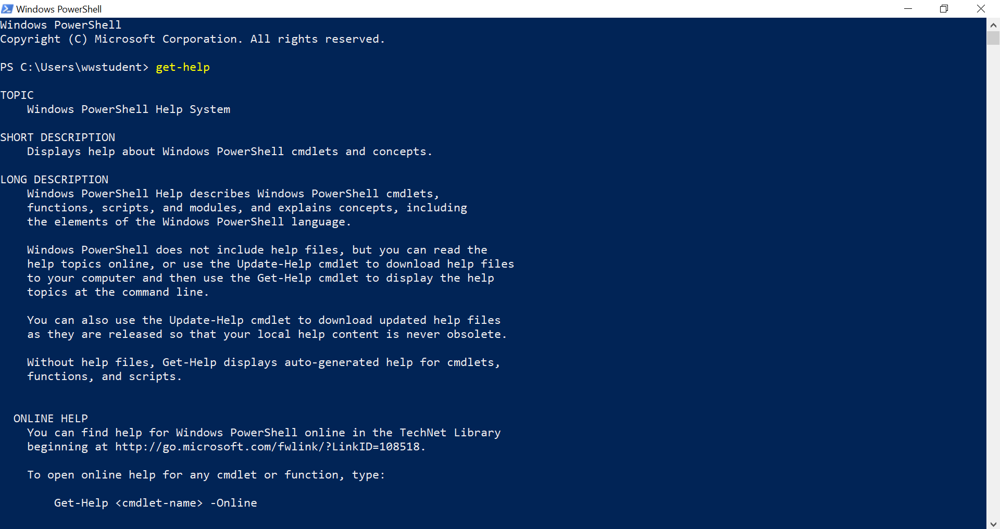 Windows PowerShell
Windows PowerShell
Copyright (C) Microsoft Corporation. All rights reserved.
PS C:\Users\wwstudent> get-help
TOPIC
Windows PowerShell Help System
SHORT DESCRIPTION
Displays help about Windows PowerShell cmdlets and concepts.
LONG DESCRIPTION
Windows PowerShell Help describes Windows PowerShell cmdlets,
functions, scripts, and modules, and explains concepts, including
the elements of the Windows PowerShell language.
Windows PowerShell does not include help files, but you can read the
help topics online, or use the Update-Help cmdlet to download help files
to your computer and then use the Get-Help cmdlet to display the help
topics at the command line.
You can also use the Update-Help cmdlet to download updated help files
as they are released so that your local help content is never obsolete.
Without help files, Get-Help displays auto-generated help for cmdlets,
functions, and scripts.
ONLINE HELP
You can find help for Windows PowerShell online in the TechNet Library
beginning at http://go.microsoft.com/fwlink/?LinkID=108518.
To open online help for any cmdlet or function, type:
Get-Help <cmdlet-name> -Online